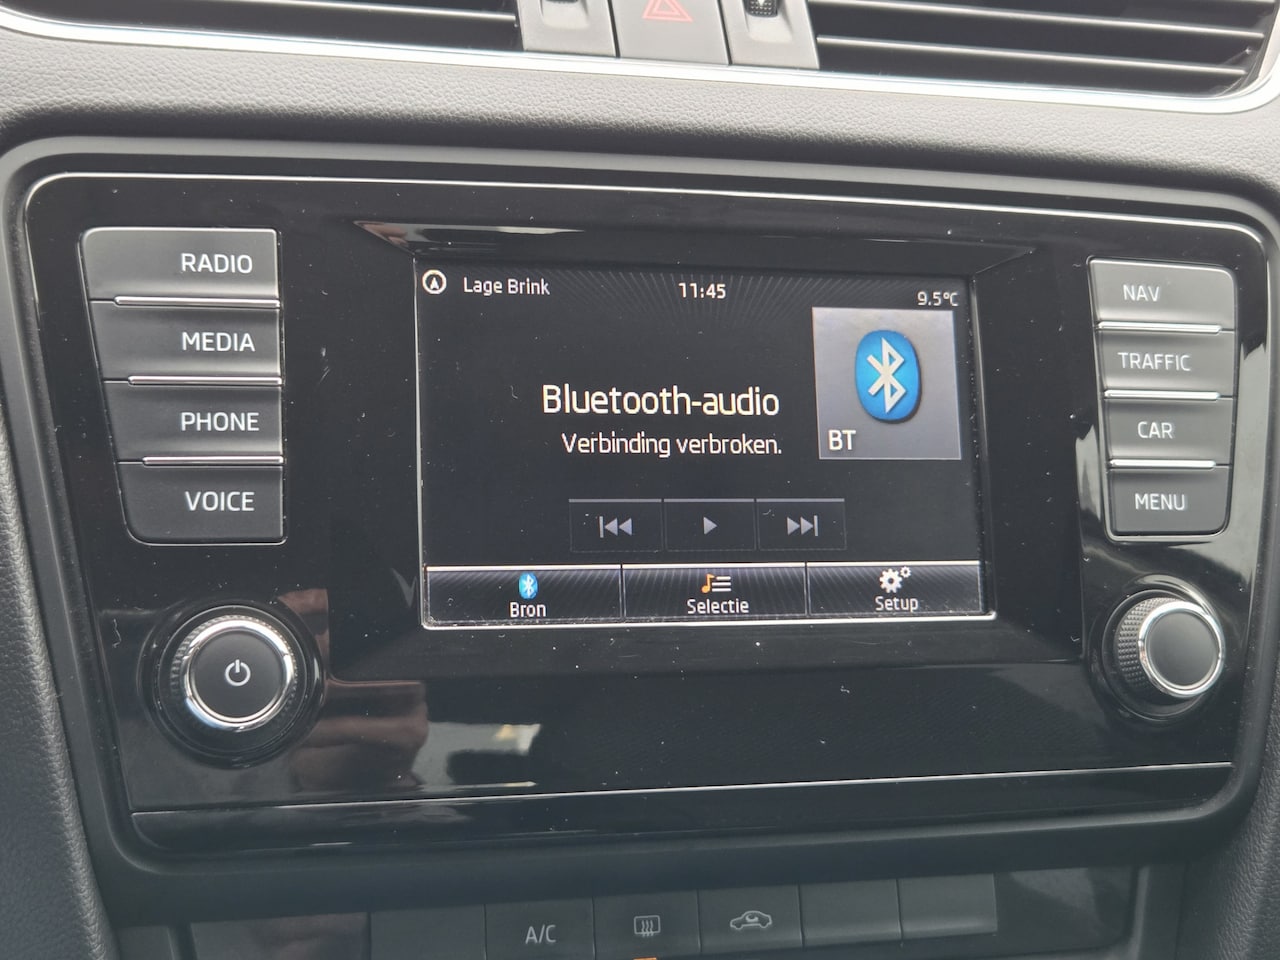 RADIO
MEDIA
PHONE
VOICE
Lage Brink
11:45
9.5°C
Bluetooth-audio
Verbinding verbroken.
BT
Bron
Selectie
Setup
NAV
TRAFFIC
CAR
MENU
A/C